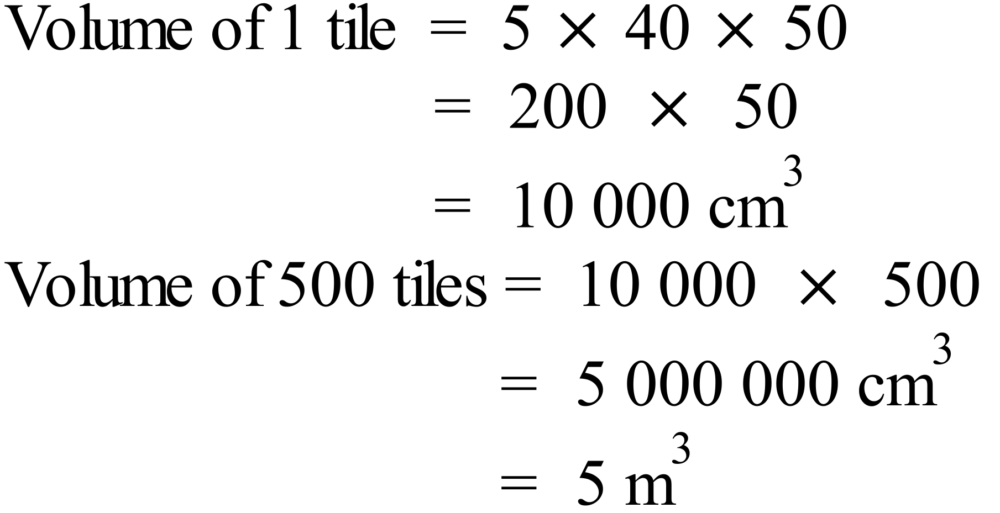 Volume of 1 tile = 5 × 40 × 50
= 200 × 50
= 10 000 cm³
Volume of 500 tiles = 10 000 × 500
= 5 000 000 cm³
= 5 m³